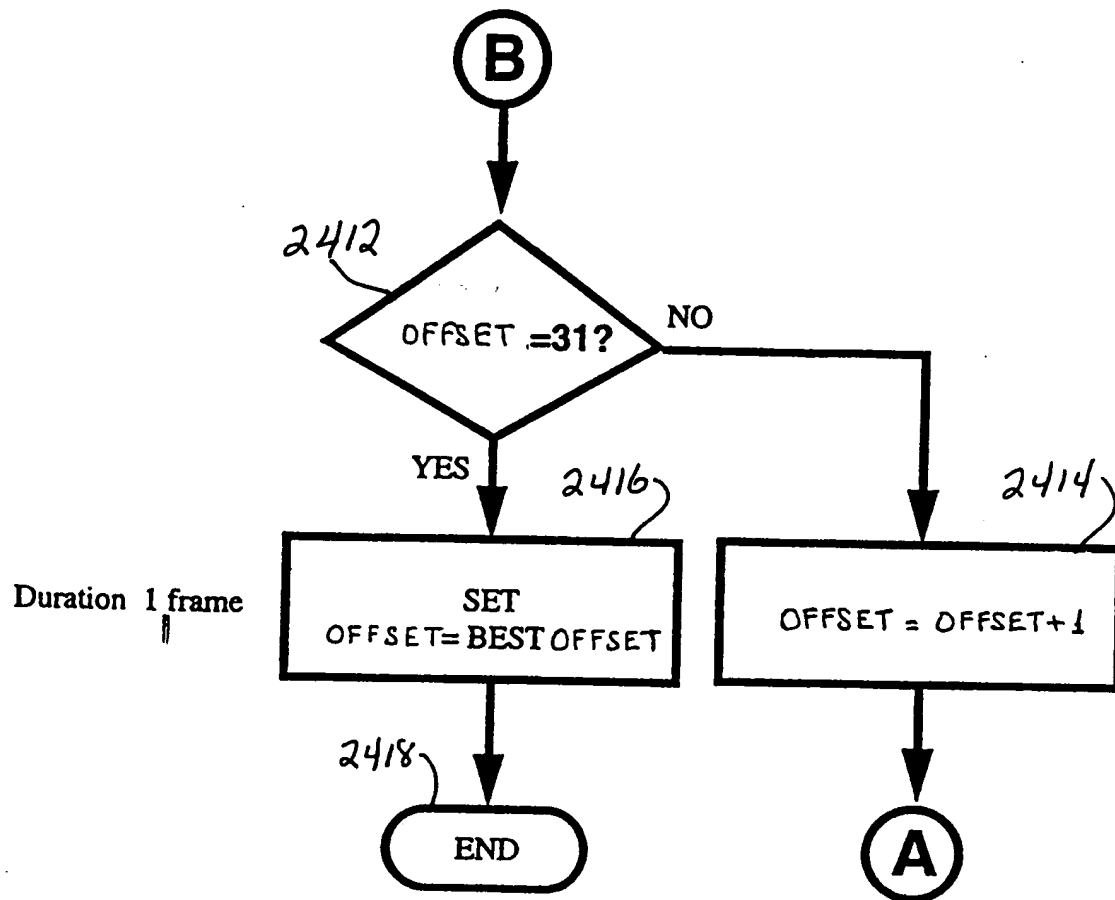 B
2412
OFFSET =31?
NO
YES
2416
2414
Duration 1 frame
SET
OFFSET= BEST OFFSET
OFFSET = OFFSET+1
2418
END
A